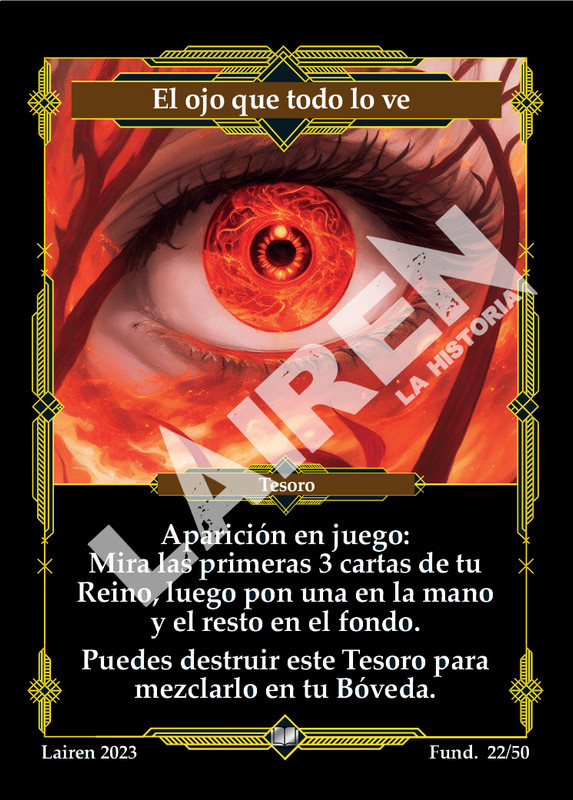 El ojo que todo lo ve
LAIREN
LA HISTORIA
Tesoro
Aparición en juego:
Mira las primeras 3 cartas de tu
Reino, luego pon una en la mano
y el resto en el fondo.
Puedes destruir este Tesoro para
mezclarlo en tu Bóveda.
Lairen 2023
Fund. 22/50